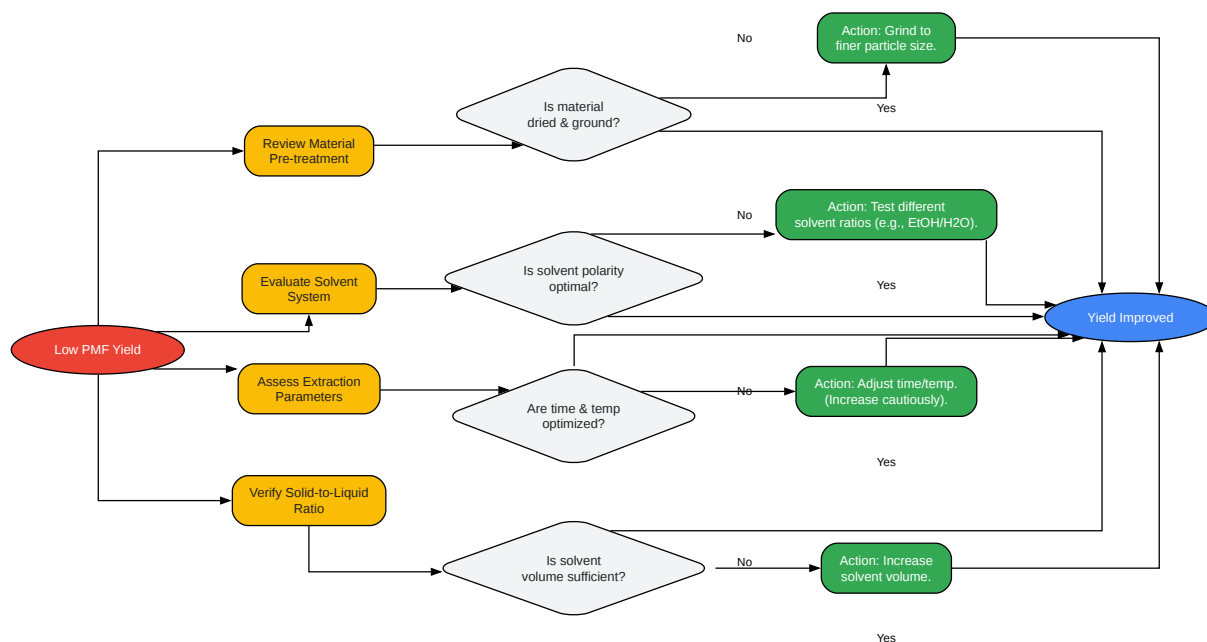 No
Action: Grind to
finer particle size.
Is material
dried & ground?
Yes
Review Material
Pre-treatment
No
Action: Test different
solvent ratios (e.g., EtOH/H2O).
Evaluate Solvent
System
Is solvent polarity
optimal?
Yes
Yield Improved
Low PMF Yield
Assess Extraction
Parameters
Are time & temp
optimized?
No
Action: Adjust time/temp.
(Increase cautiously).
Yes
Verify Solid-to-Liquid
Ratio
Is solvent
volume sufficient?
No
Action: Increase
solvent volume.
Yes